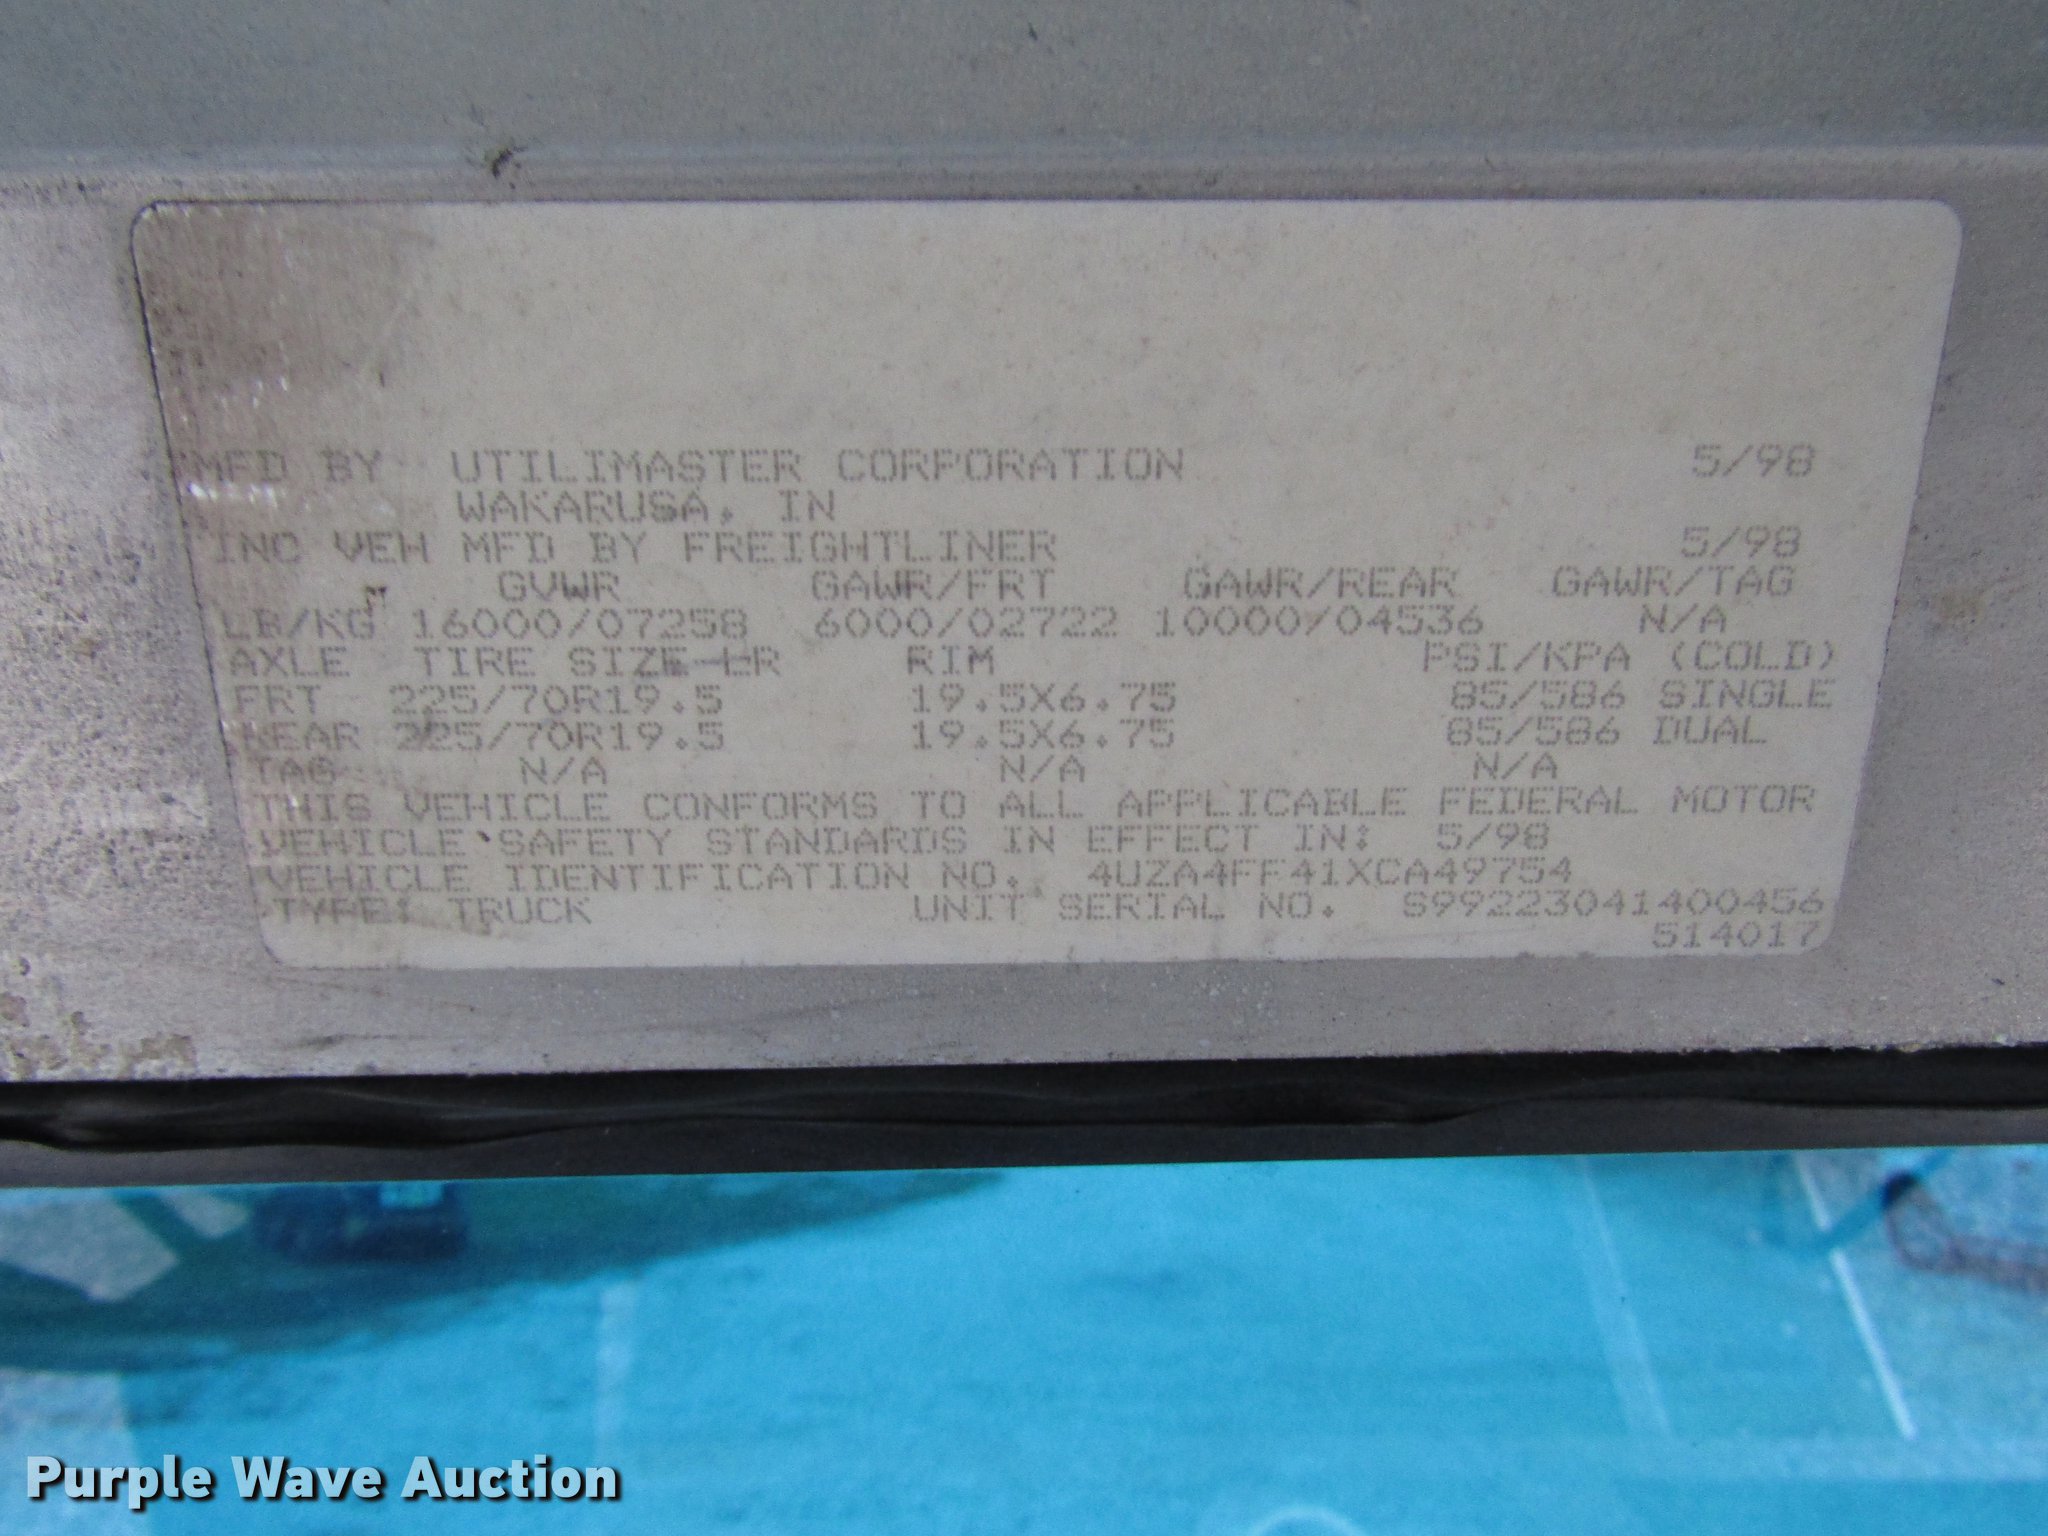 MFD BY UTILIMASTER CORPORATION 5/98
WAKARUSA, IN
INC VEH MFD BY FREIGHTLINER 5/98
GVWR GAWR/FRT GAWR/REAR GAWR/TAG
LB/KG 16000/07258 6000/02722 10000/04536 N/A
AXLE TIRE SIZE-LR RIM PSI/KPA (COLD)
FRT 225/70R19.5 19.5X6.75 85/586 SINGLE
REAR 225/70R19.5 19.5X6.75 85/586 DUAL
TAG N/A N/A N/A
THIS VEHICLE CONFORMS TO ALL APPLICABLE FEDERAL MOTOR
VEHICLE SAFETY STANDARDS IN EFFECT IN: 5/98
VEHICLE IDENTIFICATION NO. 4UZA4FF41XCA49754
TYPE: TRUCK UNIT SERIAL NO. S99223041400456
514017
Purple Wave Auction